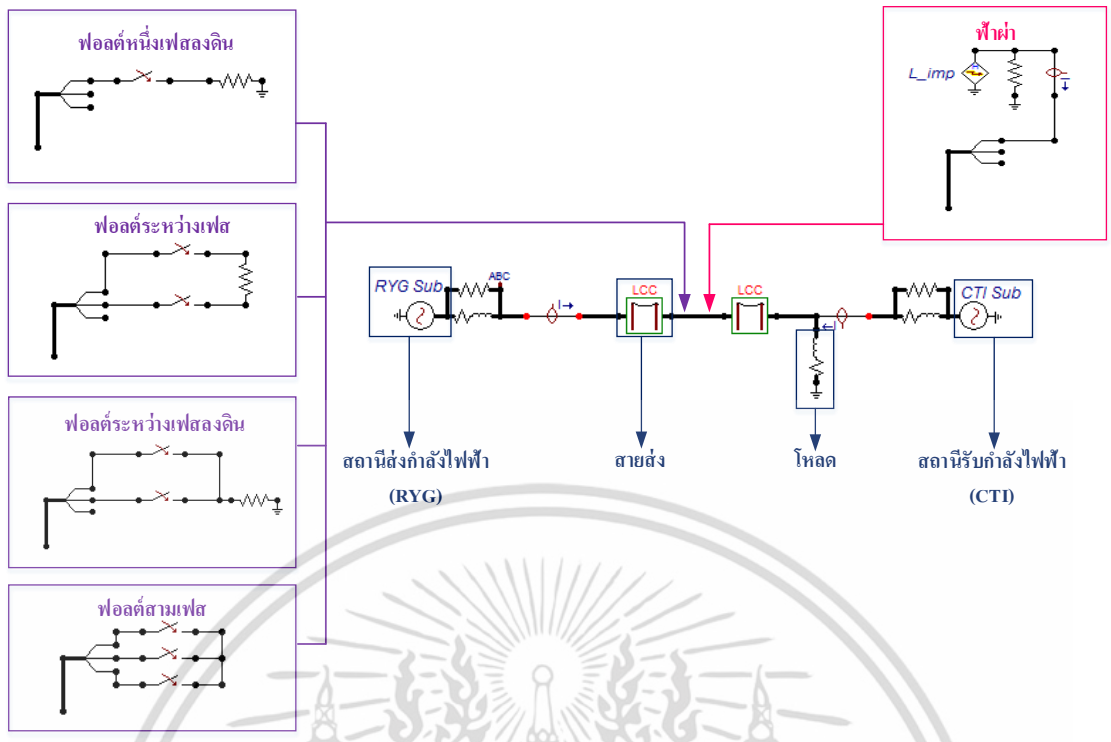 ฟอลต์หนึ่งเฟสลงดิน
ฟอลต์ระหว่างเฟส
ฟอลต์ระหว่างเฟสลงดิน
ฟอลต์สามเฟส
ฟ้าผ่า
L_imp
H
I
RYG Sub
ABC
I
LCC
LCC
I
CTI Sub
สถานีส่งกำลังไฟฟ้า
(RYG)
สายส่ง
โหลด
สถานีรับกำลังไฟฟ้า
(CTI)